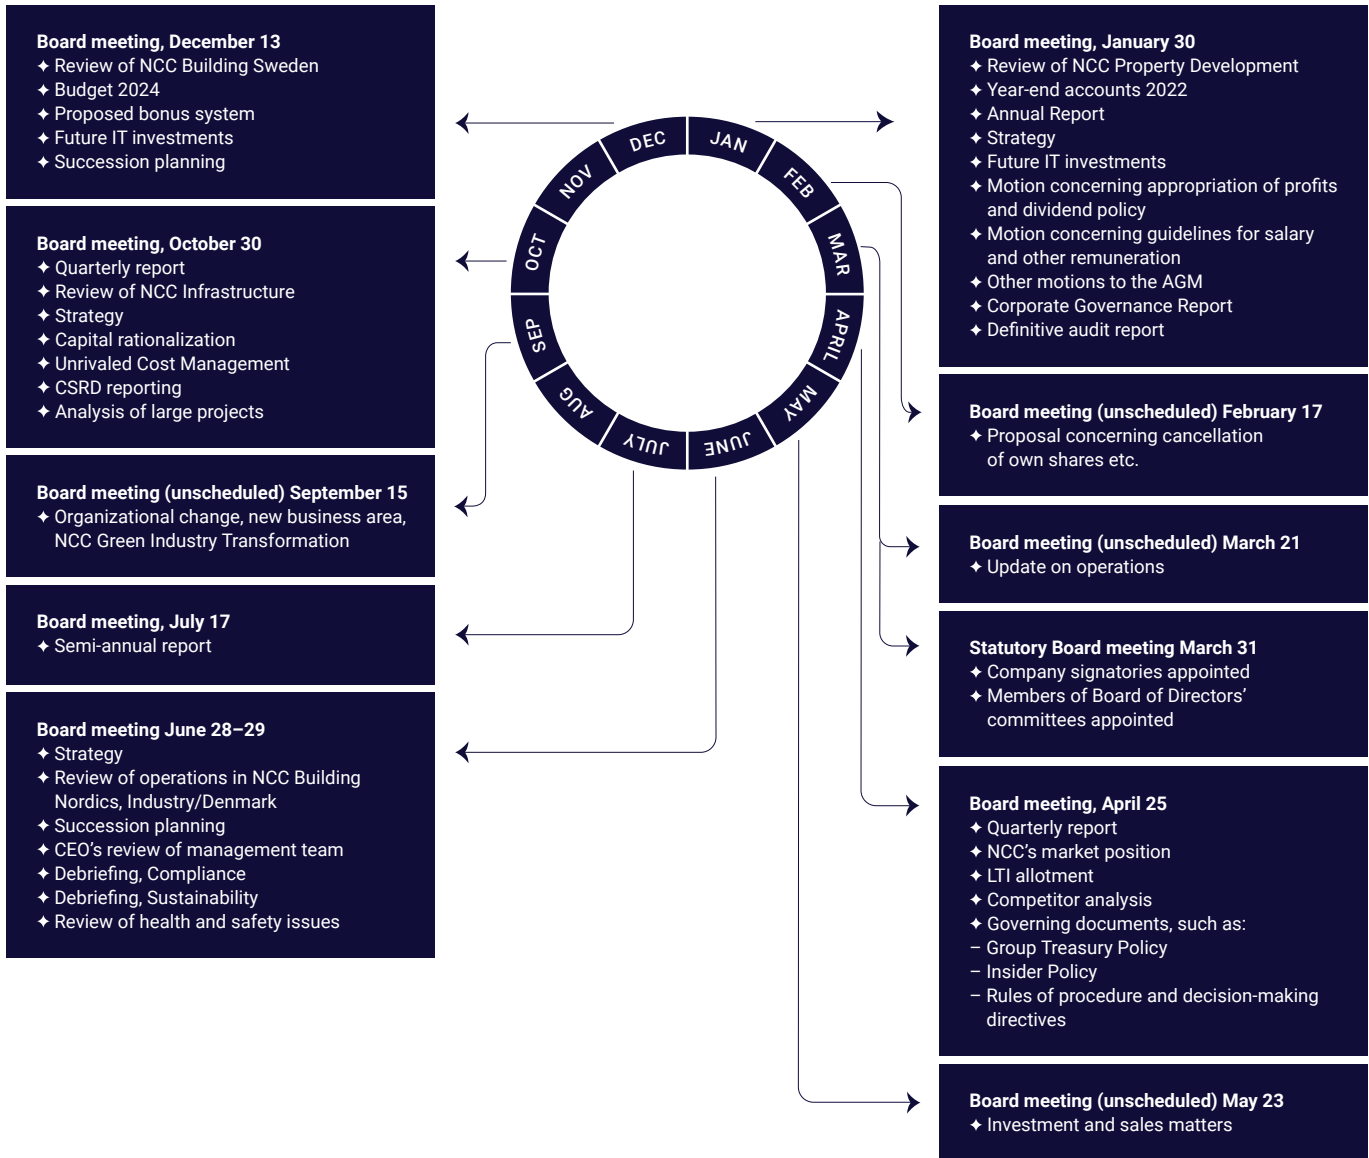 Board meeting, December 13
✦ Review of NCC Building Sweden
✦ Budget 2024
✦ Proposed bonus system
✦ Future IT investments
✦ Succession planning
Board meeting, October 30
✦ Quarterly report
✦ Review of NCC Infrastructure
✦ Strategy
✦ Capital rationalization
✦ Unrivaled Cost Management
✦ CSRD reporting
✦ Analysis of large projects
Board meeting (unscheduled) September 15
✦ Organizational change, new business area,
NCC Green Industry Transformation
Board meeting, July 17
✦ Semi-annual report
Board meeting June 28–29
✦ Strategy
✦ Review of operations in NCC Building
Nordics, Industry/Denmark
✦ Succession planning
✦ CEO’s review of management team
✦ Debriefing, Compliance
✦ Debriefing, Sustainability
✦ Review of health and safety issues
JAN
FEB
MAR
APRIL
MAY
JUNE
JULY
AUG
SEP
OCT
NOV
DEC
Board meeting, January 30
✦ Review of NCC Property Development
✦ Year-end accounts 2022
✦ Annual Report
✦ Strategy
✦ Future IT investments
✦ Motion concerning appropriation of profits
and dividend policy
✦ Motion concerning guidelines for salary
and other remuneration
✦ Other motions to the AGM
✦ Corporate Governance Report
✦ Definitive audit report
Board meeting (unscheduled) February 17
✦ Proposal concerning cancellation
of own shares etc.
Board meeting (unscheduled) March 21
✦ Update on operations
Statutory Board meeting March 31
✦ Company signatories appointed
✦ Members of Board of Directors’
committees appointed
Board meeting, April 25
✦ Quarterly report
✦ NCC’s market position
✦ LTI allotment
✦ Competitor analysis
✦ Governing documents, such as:
– Group Treasury Policy
– Insider Policy
– Rules of procedure and decision-making
directives
Board meeting (unscheduled) May 23
✦ Investment and sales matters